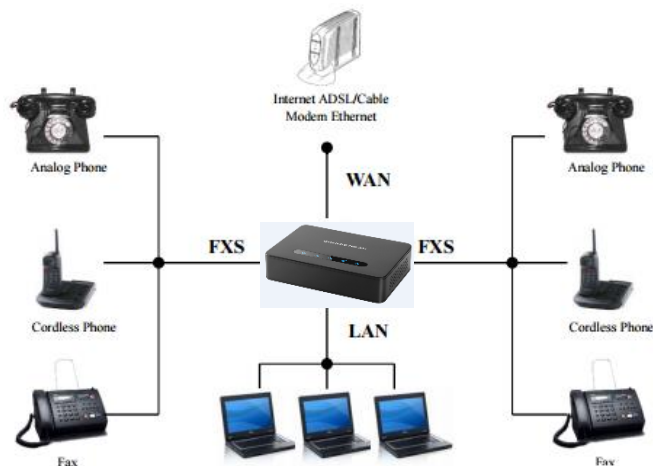 Internet ADSL/Cable
Modem Ethernet
Analog Phone
Analog Phone
WAN
FXS
FXS
Cordless Phone
Cordless Phone
LAN
Fax
Fax